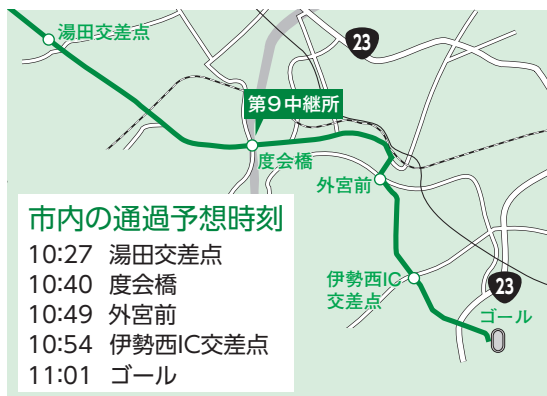 湯田交差点
23
第9中継所
度会橋
外宮前
市内の通過予想時刻
10:27 湯田交差点
10:40 度会橋
10:49 外宮前
10:54 伊勢西IC交差点
11:01 ゴール
伊勢西IC
交差点
23
ゴール